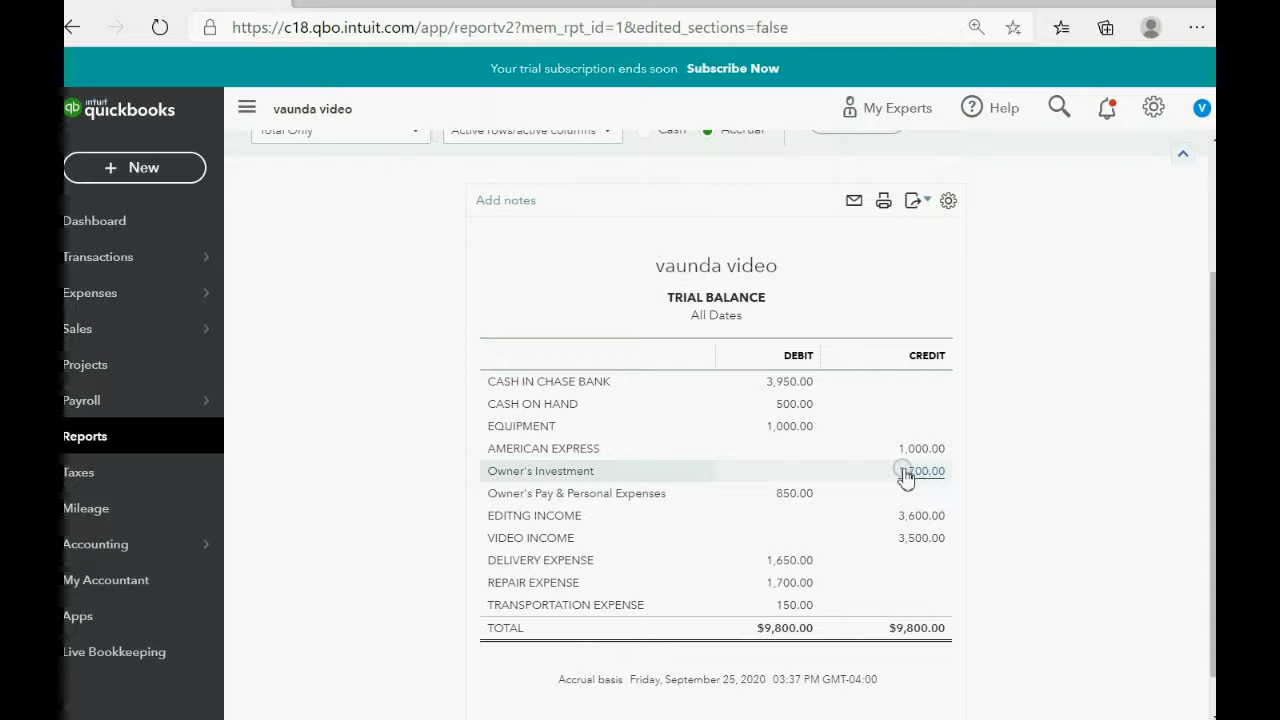 https://c18.qbo.intuit.com/app/reportv2?mem_rpt_id=1&edited_sections=false
Your trial subscription ends soon Subscribe Now
qb intuit quickbooks
vaunda video
My Experts
Help
V
+ New
Total Only
Active rows/active columns
Cash
Accrual
Dashboard
Transactions
Expenses
Sales
Projects
Payroll
Reports
Taxes
Mileage
Accounting
My Accountant
Apps
Live Bookkeeping
Add notes
vaunda video
TRIAL BALANCE
All Dates
DEBIT CREDIT
CASH IN CHASE BANK 3,950.00
CASH ON HAND 500.00
EQUIPMENT 1,000.00
AMERICAN EXPRESS 1,000.00
Owner's Investment
Owner's Pay & Personal Expenses 850.00
EDITNG INCOME 3,600.00
VIDEO INCOME 3,500.00
DELIVERY EXPENSE 1,650.00
REPAIR EXPENSE 1,700.00
TRANSPORTATION EXPENSE 150.00
TOTAL $9,800.00 $9,800.00
Accrual basis Friday, September 25, 2020 03:37 PM GMT-04:00